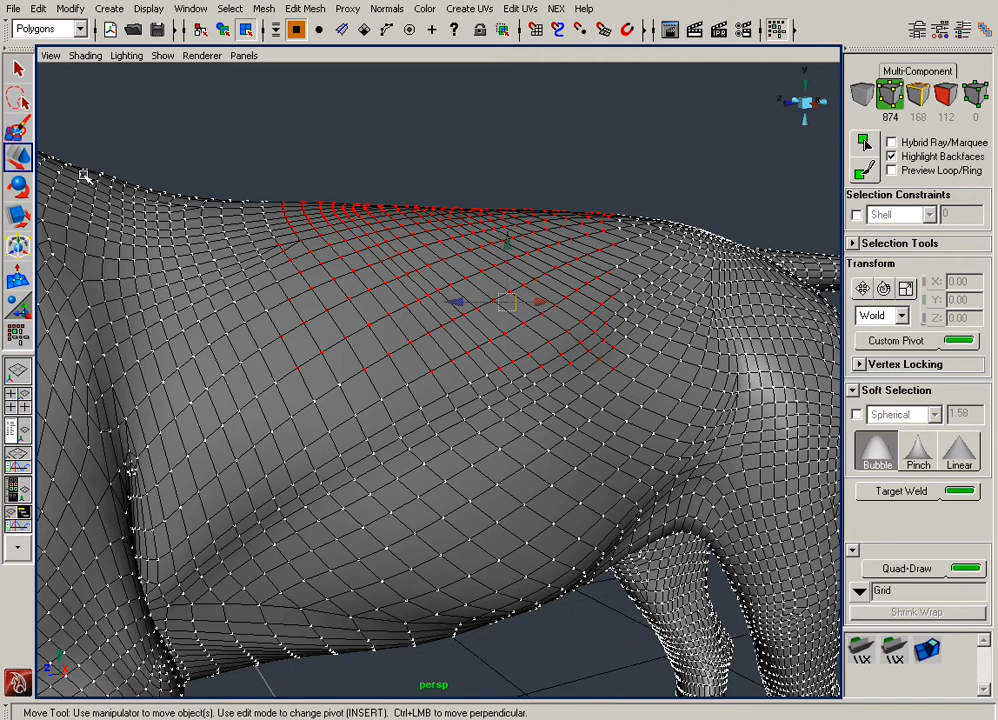 File Edit Modify Create Display Window Select Mesh Edit Mesh Proxy Normals Color Create UVs Edit UVs NEX Help
Polygons
IPR
View Shading Lighting Show Renderer Panels
Multi-Component
874 168 112 0
Hybrid Ray/Marquee
Highlight Backfaces
Preview Loop/Ring
Selection Constraints
Shell 0
Selection Tools
Transform
X: 0.00
Y: 0.00
World Z: 0.00
Custom Pivot
Vertex Locking
Soft Selection
Spherical 1.58
Bubble Pinch Linear
Target Weld
Quad•Draw
Grid
Shrink Wrap
y
z x
y
z x
persp
Move Tool: Use manipulator to move object(s). Use edit mode to change pivot (INSERT). Ctrl+LMB to move perpendicular.